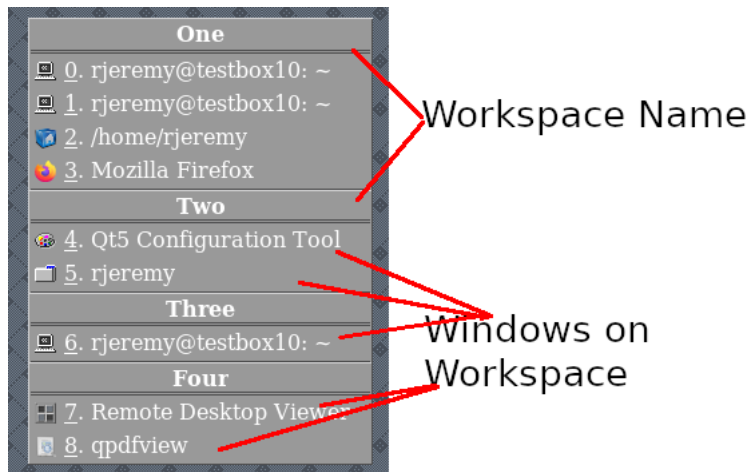 One
0. rjeremy@testbox10: ~
1. rjeremy@testbox10: ~
2. /home/rjeremy
3. Mozilla Firefox
Two
4. Qt5 Configuration Tool
5. rjeremy
Three
6. rjeremy@testbox10: ~
Four
7. Remote Desktop Viewer
8. qpdfview
Workspace Name
Windows on
Workspace